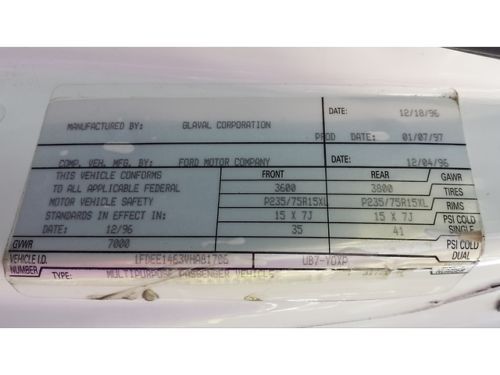 DATE: 12/18/96
MANUFACTURED BY: GLAVAL CORPORATION
PROD DATE: 01/07/97
COMP. VEH. MFG. BY: FORD MOTOR COMPANY DATE: 12/04/96
THIS VEHICLE CONFORMS FRONT REAR GAWR
TO ALL APPLICABLE FEDERAL 3600 3800 TIRES
MOTOR VEHICLE SAFETY P235/75R15XL P235/75R15XL RIMS
STANDARDS IN EFFECT IN: 15 X 7J 15 X 7J PSI COLD SINGLE
DATE: 12/96 35 41
GVWR 7000 PSI COLD DUAL
VEHICLE I.D. NUMBER 1FDEE1463VHA81706 UB7-VGXP
TYPE: MULTIPURPOSE PASSENGER VEHICLE